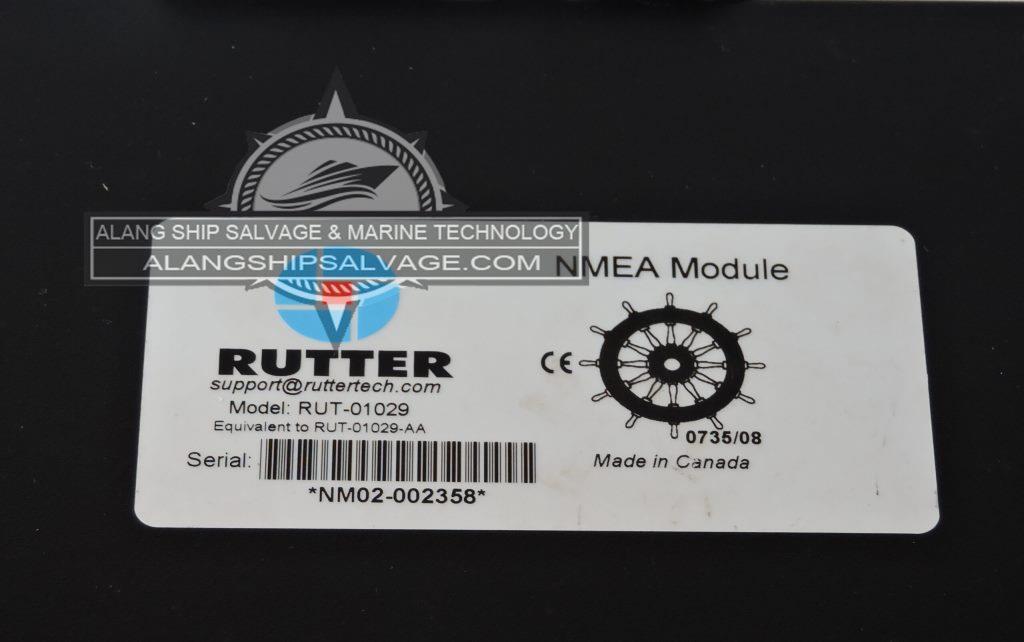 ALANG SHIP SALVAGE & MARINE TECHNOLOGY
ALANGSHIPSALVAGE.COM
NMEA Module
RUTTER
support@ruttertech.com
Model: RUT-01029
Equivalent to RUT-01029-AA
Serial:
*NM02-002358*
CE
0735/08
Made in Canada